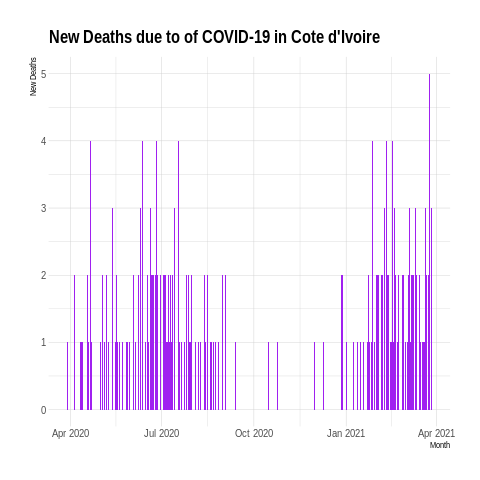 New Deaths due to of COVID-19 in Cote d'Ivoire
New Deaths
5
4
3
2
1
0
Apr 2020 Jul 2020 Oct 2020 Jan 2021 Apr 2021
Month